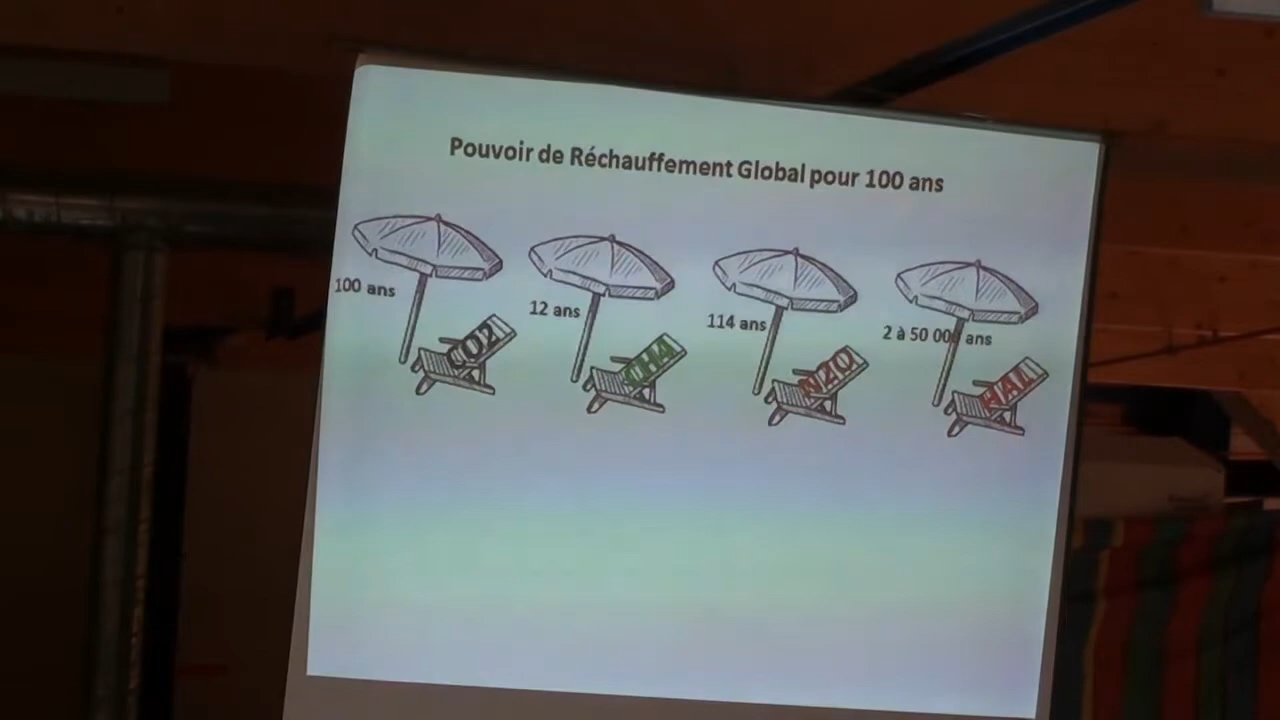 Pouvoir de Réchauffement Global pour 100 ans
100 ans
12 ans
114 ans
2 à 50 000 ans
CO2
CH4
N2O